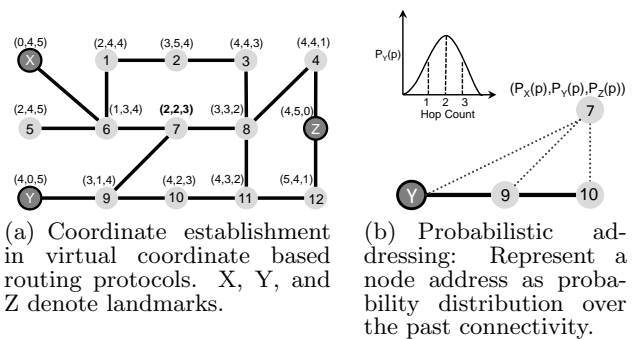 (0,4,5) (2,4,4) (3,5,4) (4,4,3) (4,4,1)
X 1 2 3 4
(2,4,5) (1,3,4) (2,2,3) (3,3,2) (4,5,0)
5 6 7 8 Z
(4,0,5) (3,1,4) (4,2,3) (4,3,2) (5,4,1)
Y 9 10 11 12
(a) Coordinate establishment
in virtual coordinate based
routing protocols. X, Y, and
Z denote landmarks.
P_Y(p)
1 2 3
Hop Count
(P_X(p),P_Y(p),P_Z(p))
7
Y 9 10
(b) Probabilistic ad-
dressing: Represent a
node address as proba-
bility distribution over
the past connectivity.